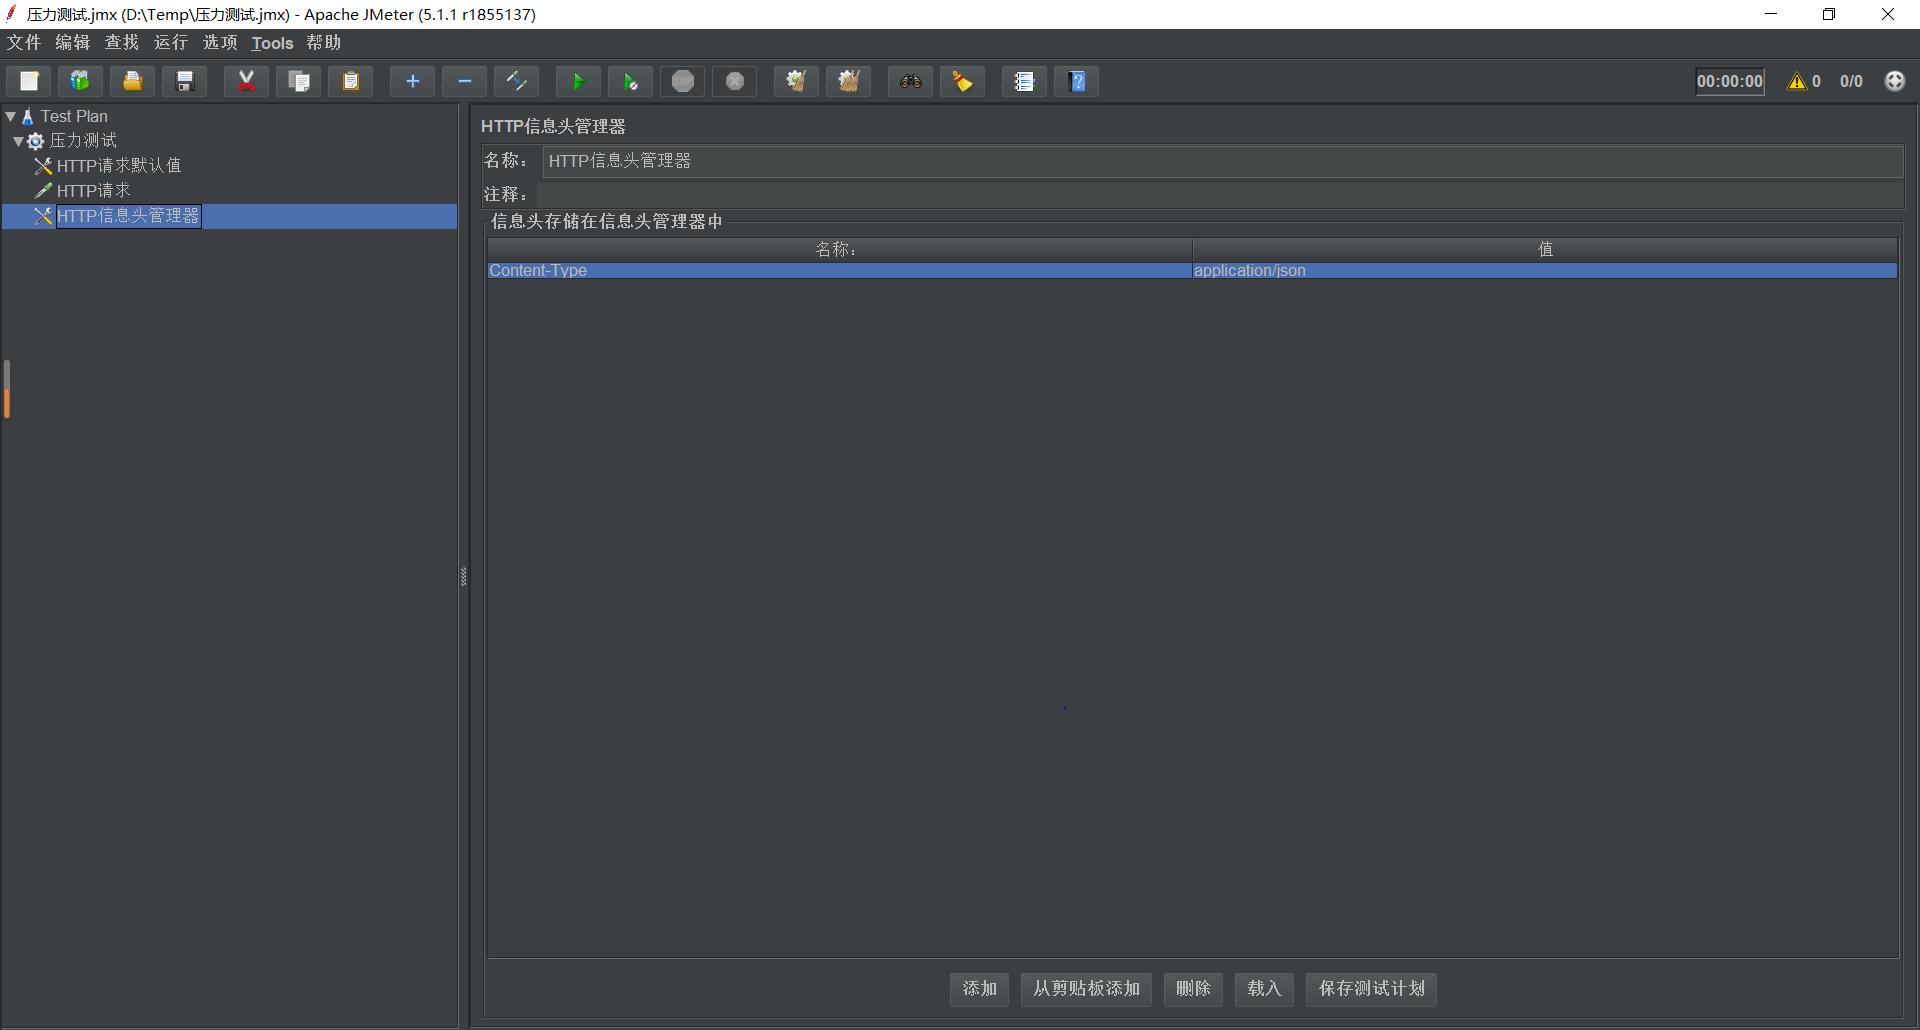 压力测试.jmx (D:\Temp\压力测试.jmx) - Apache JMeter (5.1.1 r1855137)
文件 编辑 查找 运行 选项 Tools 帮助
STOP
00:00:00 0 0/0
Test Plan
压力测试
HTTP请求默认值
HTTP请求
HTTP信息头管理器
HTTP信息头管理器
名称： HTTP信息头管理器
注释：
信息头存储在信息头管理器中
名称： 值
Content-Type application/json
添加 从剪贴板添加 删除 载入 保存测试计划